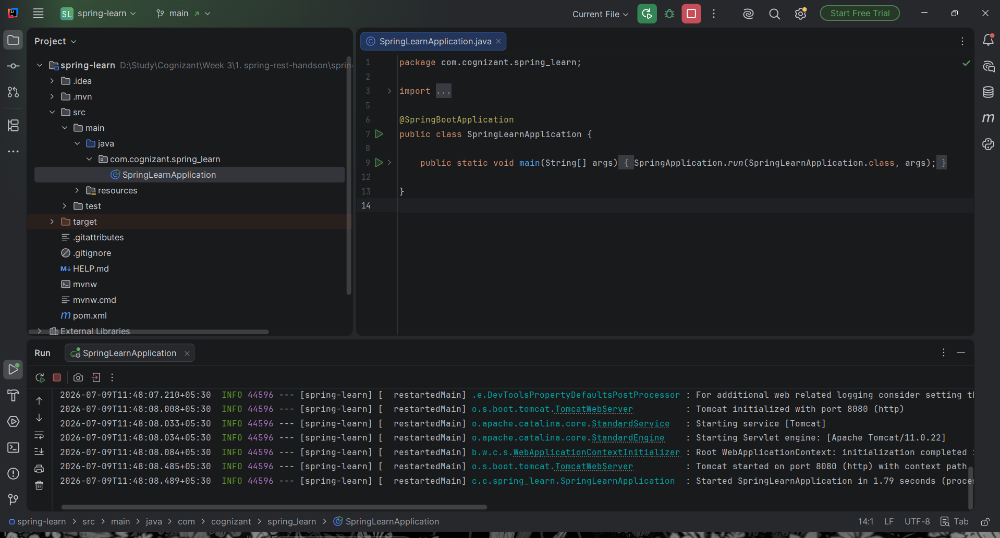 SL spring-learn main Current File Start Free Trial
Project
spring-learn D:\Study\Cognizant\Week 3\1. spring-rest-handson\sprin
.idea
.mvn
src
main
java
com.cognizant.spring_learn
SpringLearnApplication
resources
test
target
.gitattributes
.gitignore
M↓ HELP.md
mvnw
mvnw.cmd
m pom.xml
External Libraries
SpringLearnApplication.java
1 package com.cognizant.spring_learn;
2
3 import ...
5
6 @SpringBootApplication
7 public class SpringLearnApplication {
8
9 public static void main(String[] args) { SpringApplication.run(SpringLearnApplication.class, args); }
12
13 }
14
m
Run SpringLearnApplication
2026-07-09T11:48:07.210+05:30 INFO 44596 --- [spring-learn] [ restartedMain] .e.DevToolsPropertyDefaultsPostProcessor : For additional web related logging consider setting th
2026-07-09T11:48:08.008+05:30 INFO 44596 --- [spring-learn] [ restartedMain] o.s.boot.tomcat.TomcatWebServer : Tomcat initialized with port 8080 (http)
2026-07-09T11:48:08.033+05:30 INFO 44596 --- [spring-learn] [ restartedMain] o.apache.catalina.core.StandardService : Starting service [Tomcat]
2026-07-09T11:48:08.034+05:30 INFO 44596 --- [spring-learn] [ restartedMain] o.apache.catalina.core.StandardEngine : Starting Servlet engine: [Apache Tomcat/11.0.22]
2026-07-09T11:48:08.084+05:30 INFO 44596 --- [spring-learn] [ restartedMain] b.w.c.s.WebApplicationContextInitializer : Root WebApplicationContext: initialization completed i
2026-07-09T11:48:08.485+05:30 INFO 44596 --- [spring-learn] [ restartedMain] o.s.boot.tomcat.TomcatWebServer : Tomcat started on port 8080 (http) with context path
2026-07-09T11:48:08.489+05:30 INFO 44596 --- [spring-learn] [ restartedMain] c.c.spring_learn.SpringLearnApplication : Started SpringLearnApplication in 1.79 seconds (proces
spring-learn > src > main > java > com > cognizant > spring_learn > SpringLearnApplication 14:1 LF UTF-8 Tab